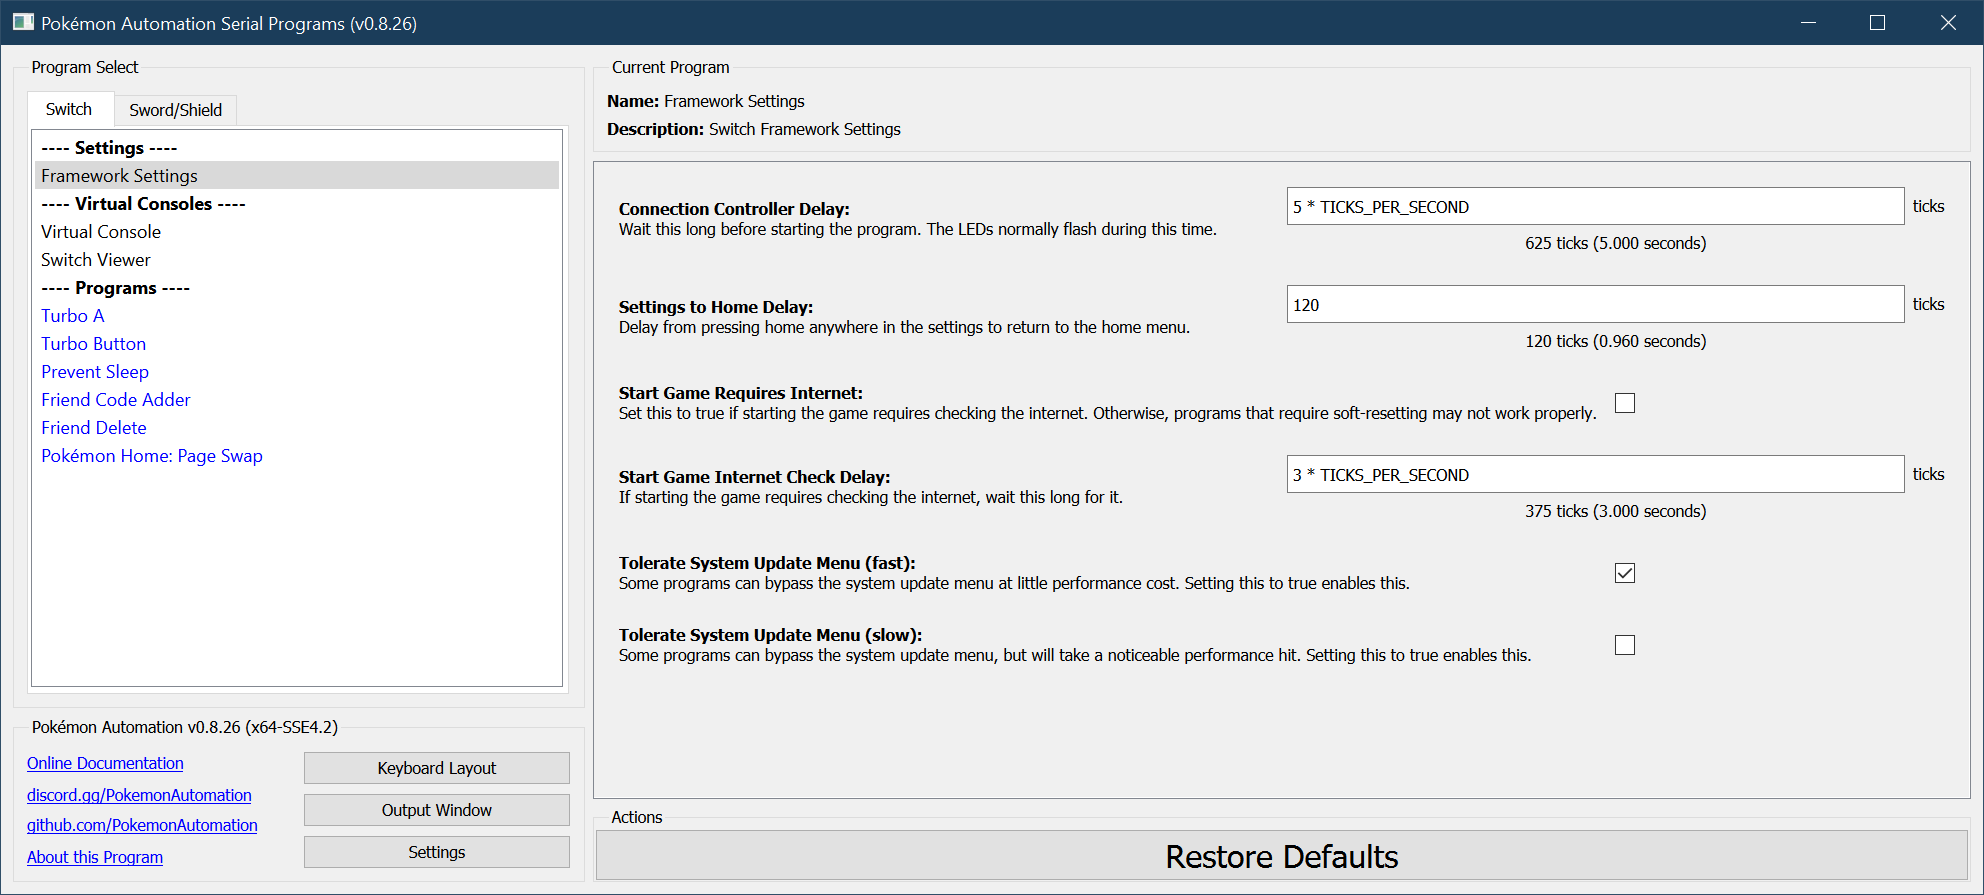 Pokémon Automation Serial Programs (v0.8.26)
Program Select
Switch
Sword/Shield
---- Settings ----
Framework Settings
---- Virtual Consoles ----
Virtual Console
Switch Viewer
---- Programs ----
Turbo A
Turbo Button
Prevent Sleep
Friend Code Adder
Friend Delete
Pokémon Home: Page Swap
Pokémon Automation v0.8.26 (x64-SSE4.2)
Online Documentation
discord.gg/PokemonAutomation
github.com/PokemonAutomation
About this Program
Keyboard Layout
Output Window
Settings
Current Program
Name: Framework Settings
Description: Switch Framework Settings
Connection Controller Delay:
Wait this long before starting the program. The LEDs normally flash during this time.
5 * TICKS_PER_SECOND
ticks
625 ticks (5.000 seconds)
Settings to Home Delay:
Delay from pressing home anywhere in the settings to return to the home menu.
120
ticks
120 ticks (0.960 seconds)
Start Game Requires Internet:
Set this to true if starting the game requires checking the internet. Otherwise, programs that require soft-resetting may not work properly.
Start Game Internet Check Delay:
If starting the game requires checking the internet, wait this long for it.
3 * TICKS_PER_SECOND
ticks
375 ticks (3.000 seconds)
Tolerate System Update Menu (fast):
Some programs can bypass the system update menu at little performance cost. Setting this to true enables this.
Tolerate System Update Menu (slow):
Some programs can bypass the system update menu, but will take a noticeable performance hit. Setting this to true enables this.
Actions
Restore Defaults